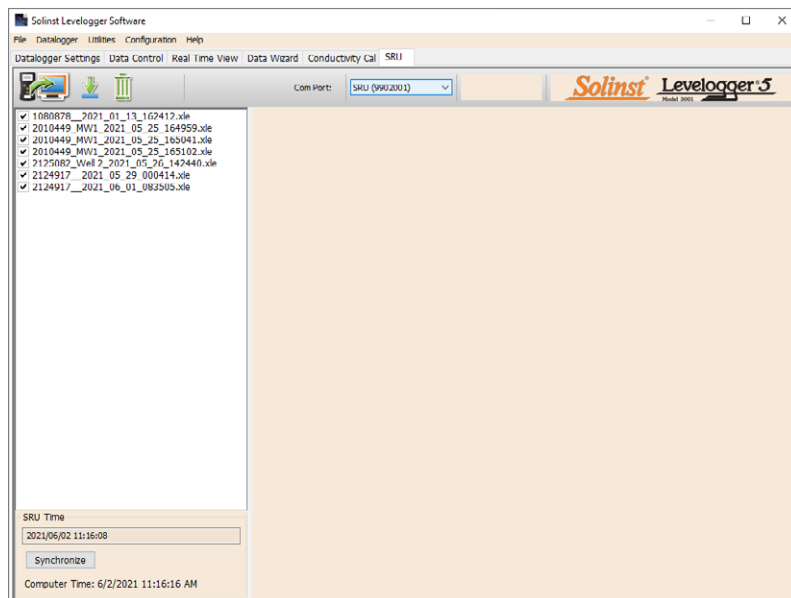 Solinst Levelogger Software
File Datalogger Utilities Configuration Help
Datalogger Settings Data Control Real Time View Data Wizard Conductivity Cal SRU
Com Port: SRU (9902001)
Solinst® Levelogger® 5
Model 3001
1080878__2021_01_13_162412.xle
2010449_MW1_2021_05_25_164959.xle
2010449_MW1_2021_05_25_165041.xle
2010449_MW1_2021_05_25_165102.xle
2125082_Well 2_2021_05_26_142440.xle
2124917__2021_05_29_000414.xle
2124917__2021_06_01_083505.xle
SRU Time
2021/06/02 11:16:08
Synchronize
Computer Time: 6/2/2021 11:16:16 AM